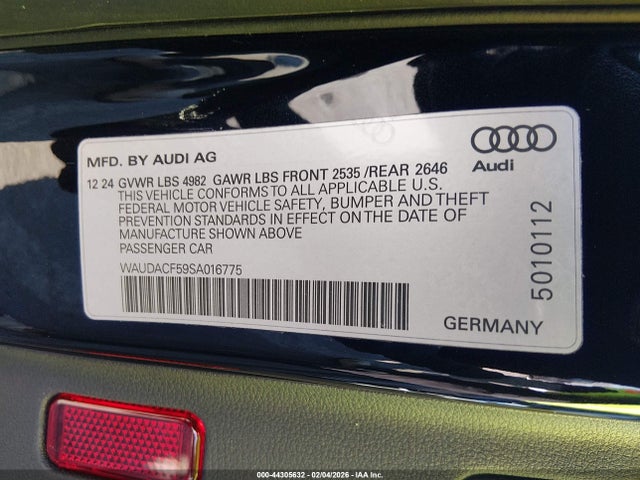 MFD. BY AUDI AG
12 24 GVWR LBS 4982 GAWR LBS FRONT 2535 /REAR 2646
THIS VEHICLE CONFORMS TO ALL APPLICABLE U.S.
FEDERAL MOTOR VEHICLE SAFETY, BUMPER AND THEFT
PREVENTION STANDARDS IN EFFECT ON THE DATE OF
MANUFACTURE SHOWN ABOVE
PASSENGER CAR
WAUDACF59SA016775
Audi
5010112
GERMANY
000-44305632 - 02/04/2026 - IAA Inc.